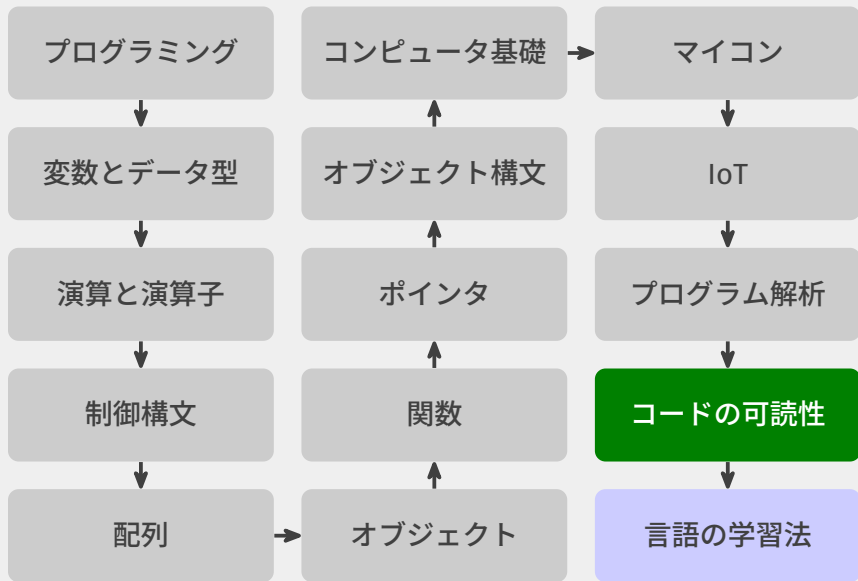 プログラミング
変数とデータ型
演算と演算子
制御構文
配列
オブジェクト
関数
ポインタ
オブジェクト構文
コンピュータ基礎
マイコン
IoT
プログラム解析
コードの可読性
言語の学習法